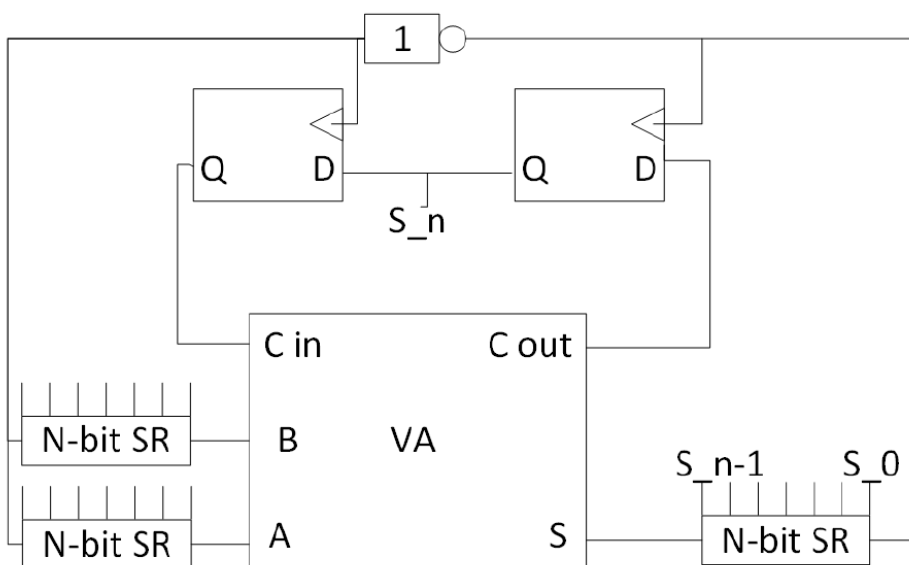 1
Q D
Q D
S_n
C in C out
N-bit SR B VA
S_n-1 S_0
N-bit SR A S N-bit SR